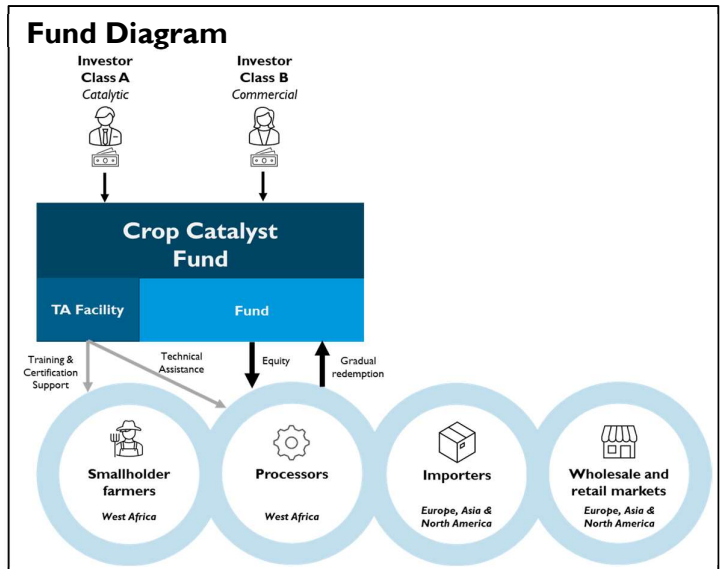 Fund Diagram
Investor
Class A
Catalytic
Investor
Class B
Commercial
Crop Catalyst
Fund
TA Facility
Fund
Training &
Certification
Support
Technical
Assistance
Equity
Gradual
redemption
Smallholder
farmers
West Africa
Processors
West Africa
Importers
Europe, Asia &
North America
Wholesale and
retail markets
Europe, Asia &
North America